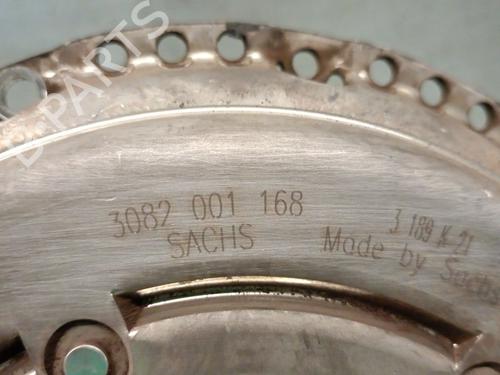 3082 001 168
SACHS
3 189 K-21
Made by Sachs
B-PARTS